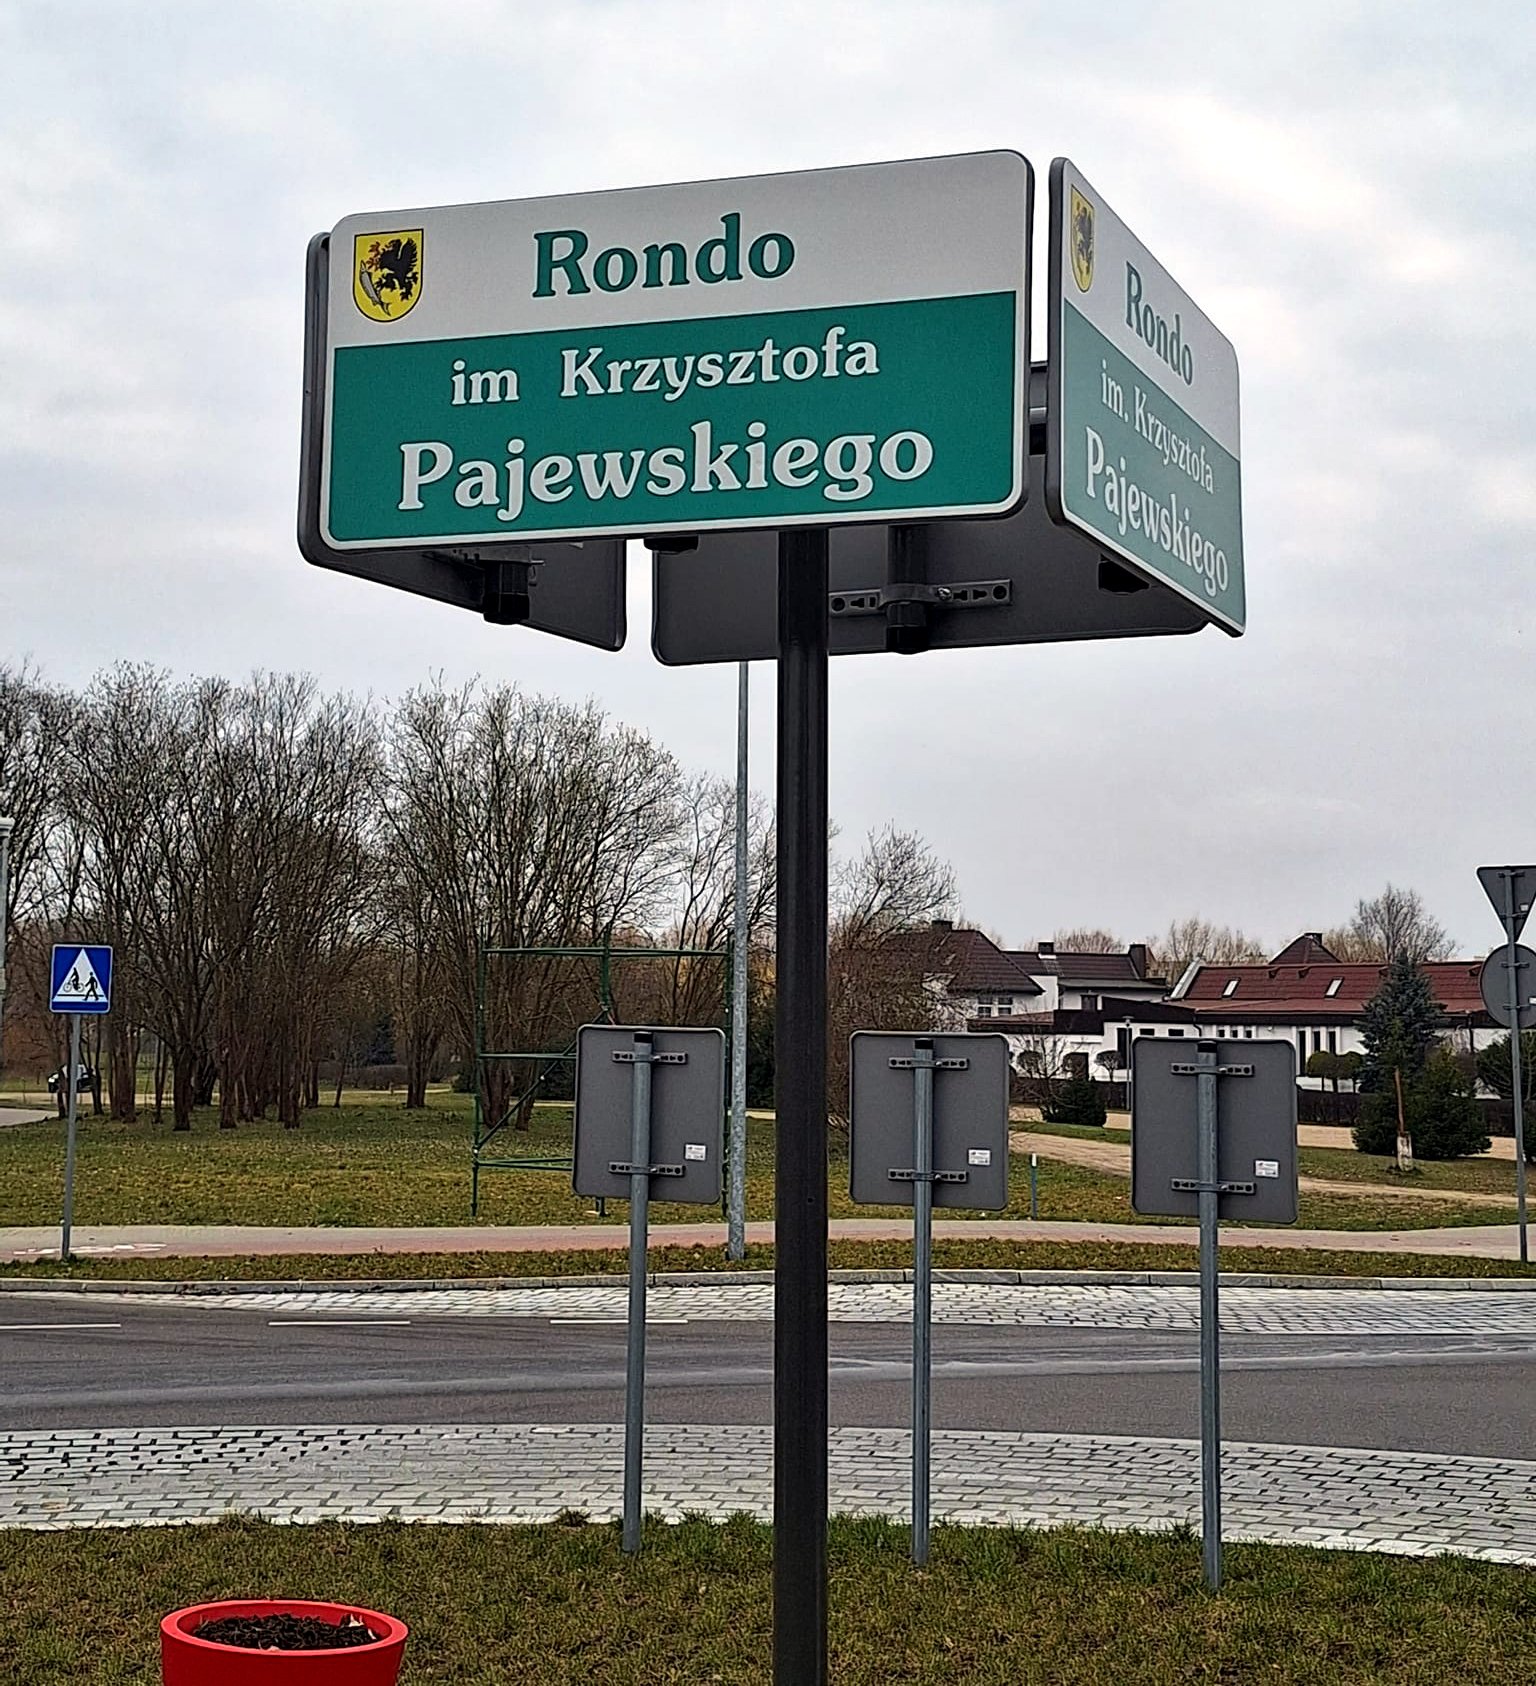 Rondo
im Krzysztofa
Pajewskiego
Rondo
im. Krzysztofa
Pajewskiego